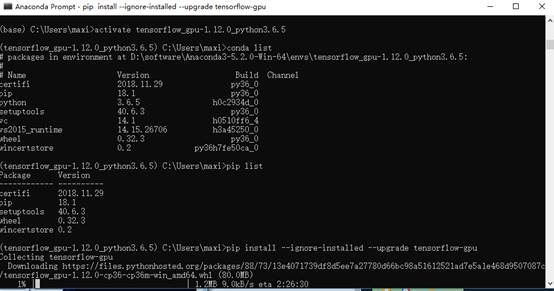 Anaconda Prompt - pip install --ignore-installed --upgrade tensorflow-gpu
(base) C:\Users\maxi>activate tensorflow_gpu-1.12.0_python3.6.5
(tensorflow_gpu-1.12.0_python3.6.5) C:\Users\maxi>conda list
# packages in environment at D:\software\Anaconda3-5.2.0-Win-64\envs\tensorflow_gpu-1.12.0_python3.6.5:
#
# Name Version Build Channel
certifi 2018.11.29 py36_0
pip 18.1 py36_0
python 3.6.5 h0c2934d_0
setuptools 40.6.3 py36_0
vc 14.1 h0510ff6_4
vs2015_runtime 14.15.26706 h3a45250_0
wheel 0.32.3 py36_0
wincertstore 0.2 py36h7fe50ca_0
(tensorflow_gpu-1.12.0_python3.6.5) C:\Users\maxi>pip list
Package Version
------------ ----------
certifi 2018.11.29
pip 18.1
setuptools 40.6.3
wheel 0.32.3
wincertstore 0.2
(tensorflow_gpu-1.12.0_python3.6.5) C:\Users\maxi>pip install --ignore-installed --upgrade tensorflow-gpu
Collecting tensorflow-gpu
Downloading https://files.pythonhosted.org/packages/88/73/13e4071739df8d5ee7a27780d66bc98a51612521ad7e5a1e468d9507087c
/tensorflow_gpu-1.12.0-cp36-cp36m-win_amd64.whl (80.0MB)
1% | | 1.2MB 9.0kB/s eta 2:26:30